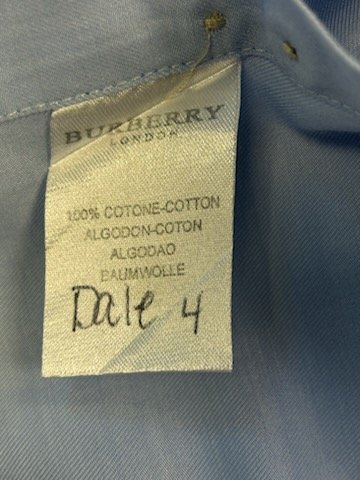 BURBERRY
LONDON
100% COTONE-COTTON
ALGODON-COTON
ALGODAO
BAUMWOLLE
Dale 4